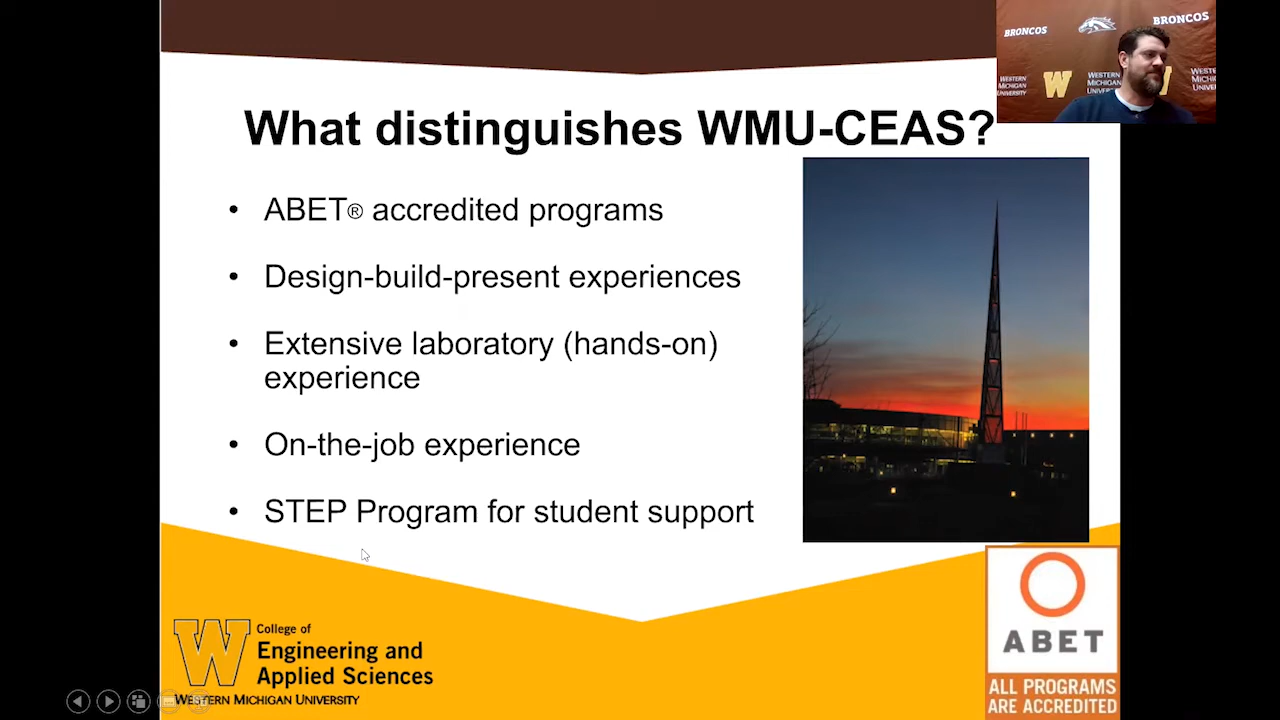 BRONCOS
BRONCOS
WESTERN
MICHIGAN
UNIVERSITY
W
WESTERN
MICHIGAN
What distinguishes WMU-CEAS?
• ABET® accredited programs
• Design-build-present experiences
• Extensive laboratory (hands-on)
experience
• On-the-job experience
• STEP Program for student support
W
College of
Engineering and
Applied Sciences
WESTERN MICHIGAN UNIVERSITY
ABET
ALL PROGRAMS
ARE ACCREDITED